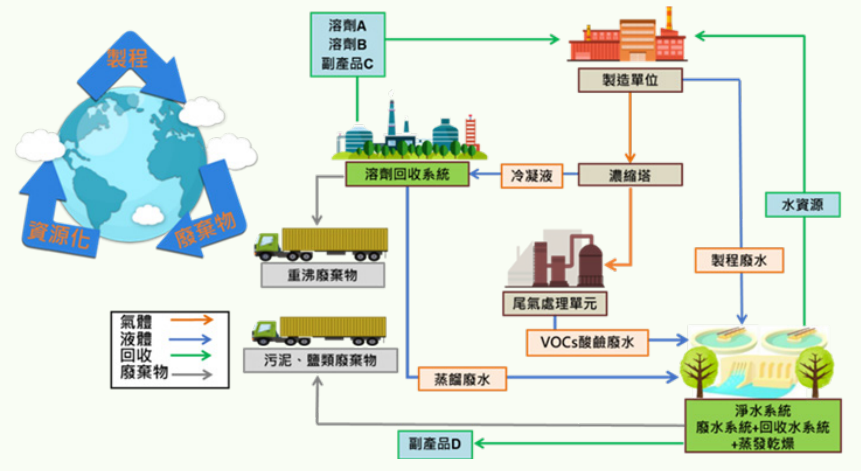 製程
資源化
廢棄物
溶劑A
溶劑B
副產品C
製造單位
溶劑回收系統
冷凝液
濃縮塔
水資源
重沸廢棄物
尾氣處理單元
製程廢水
氣體
液體
回收
廢棄物
污泥、鹽類廢棄物
VOCs酸鹼廢水
蒸餾廢水
淨水系統
廢水系統+回收水系統
+蒸發乾燥
副產品D